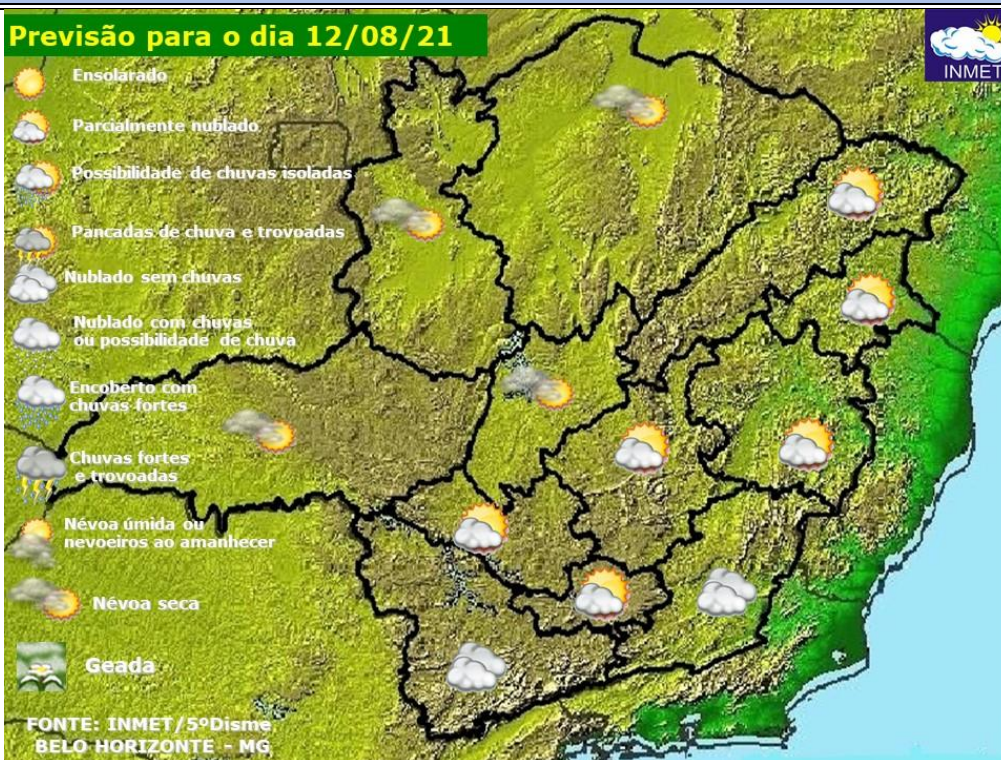 Previsão para o dia 12/08/21
INMET
Ensolarado
Parcialmente nublado
Possibilidade de chuvas isoladas
Pancadas de chuva e trovoadas
Nublado sem chuvas
Nublado com chuvas
ou possibilidade de chuva
Encoberto com
chuvas fortes
Chuvas fortes
e trovoadas
Névoa úmida ou
nevoeiros ao amanhecer
Névoa seca
Geada
FONTE: INMET/5ºDisme
BELO HORIZONTE - MG